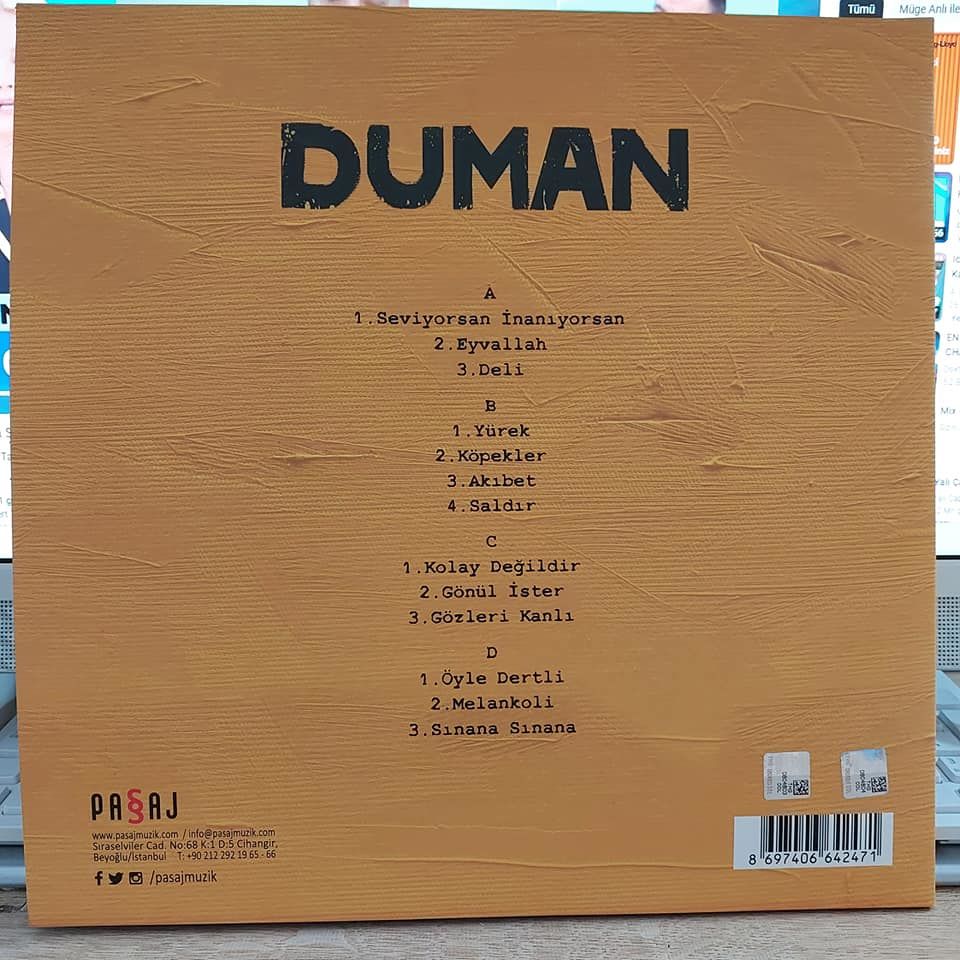 Tümü
Müge Anlı ile
DUMAN
A
1.Seviyorsan İnanıyorsan
2.Eyvallah
3.Deli
B
1.Yürek
2.Köpekler
3.Akıbet
4.Saldır
C
1.Kolay Değildir
2.Gönül İster
3.Gözleri Kanlı
D
1.Öyle Dertli
2.Melankoli
3.Sınana Sınana
PASAJ
www.pasajmuzik.com / info@pasajmuzik.com
Sıraselviler Cad. No:68 K:1 D:5 Cihangir,
Beyoğlu/İstanbul T: +90 212 292 19 65 - 66
/pasajmuzik
8 697406 642471